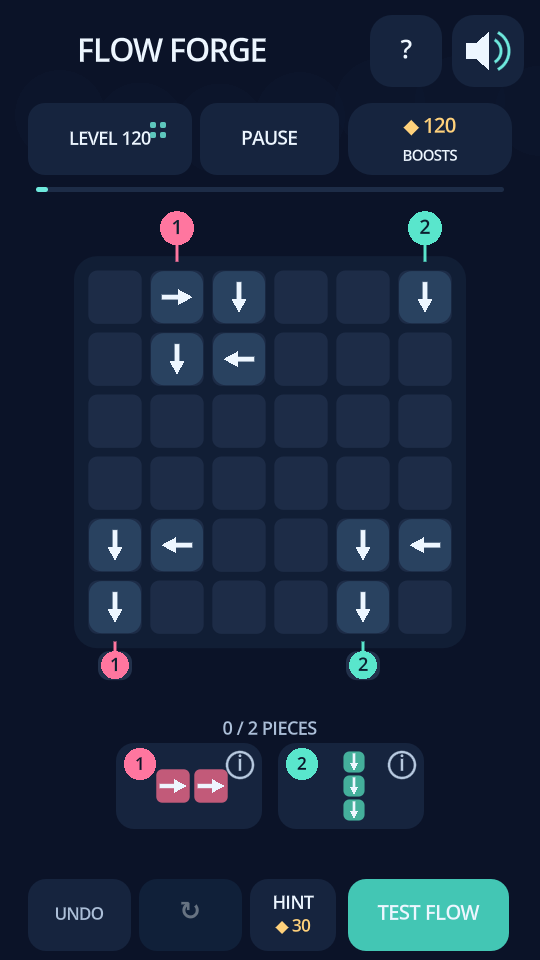 FLOW FORGE
?
LEVEL 120
PAUSE
120
BOOSTS
1
2
1
2
0 / 2 PIECES
1
i
2
i
UNDO
↻
HINT
30
TEST FLOW